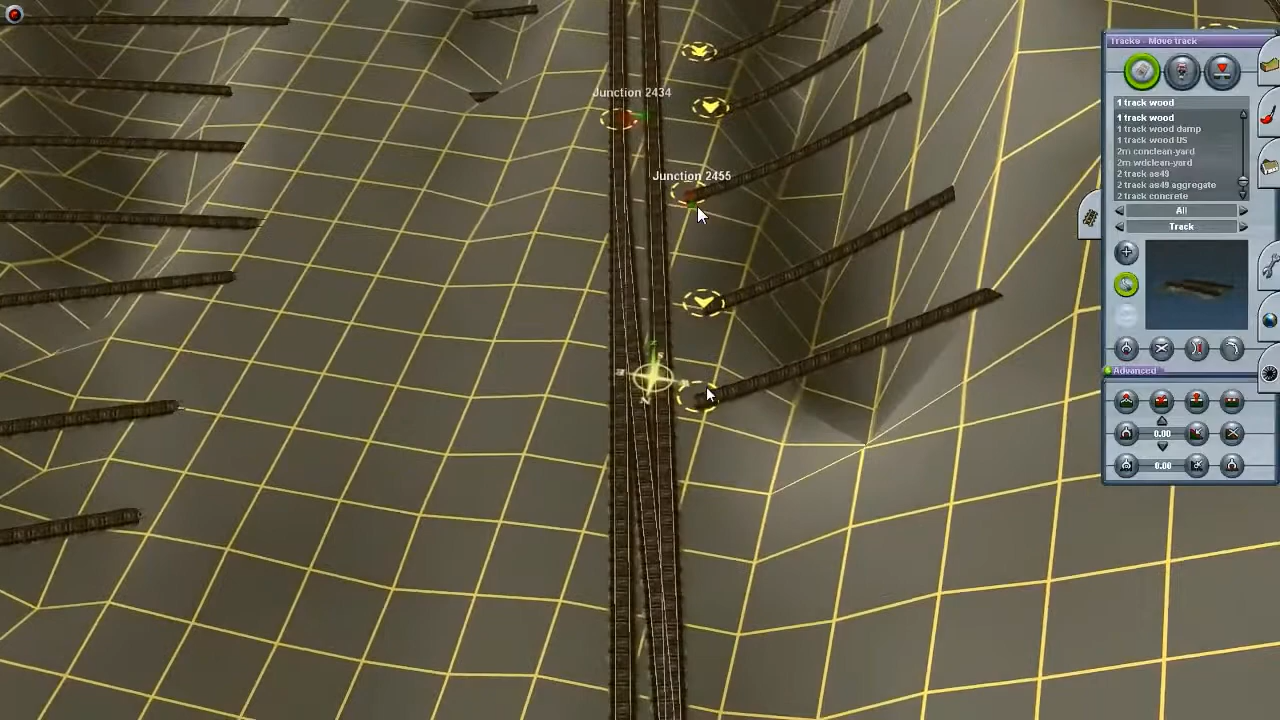 Junction 2434
Junction 2455
Tracks - Move track
1 track wood
1 track wood
1 track wood damp
1 track wood US
2m conclean-yard
2m wdclean-yard
2 track as49
2 track as49 aggregate
2 track concrete
All
Track
Advanced
0.00
0.00